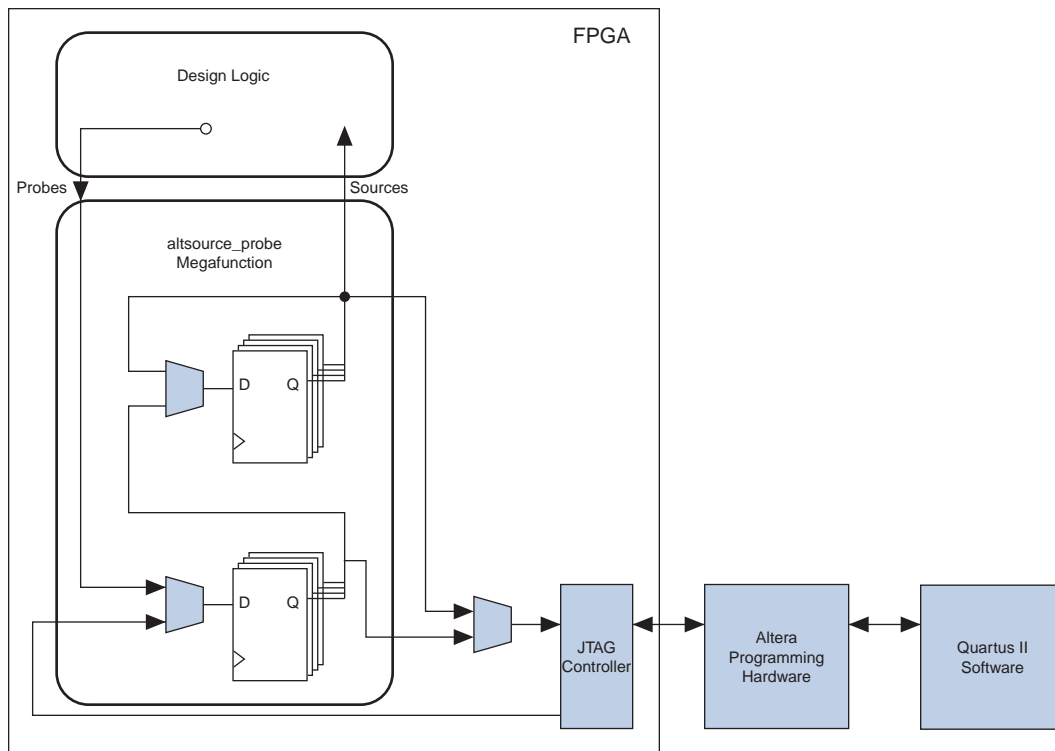 FPGA
Design Logic
Probes
Sources
altsource_probe
Megafunction
D Q
D Q
JTAG
Controller
Altera
Programming
Hardware
Quartus II
Software